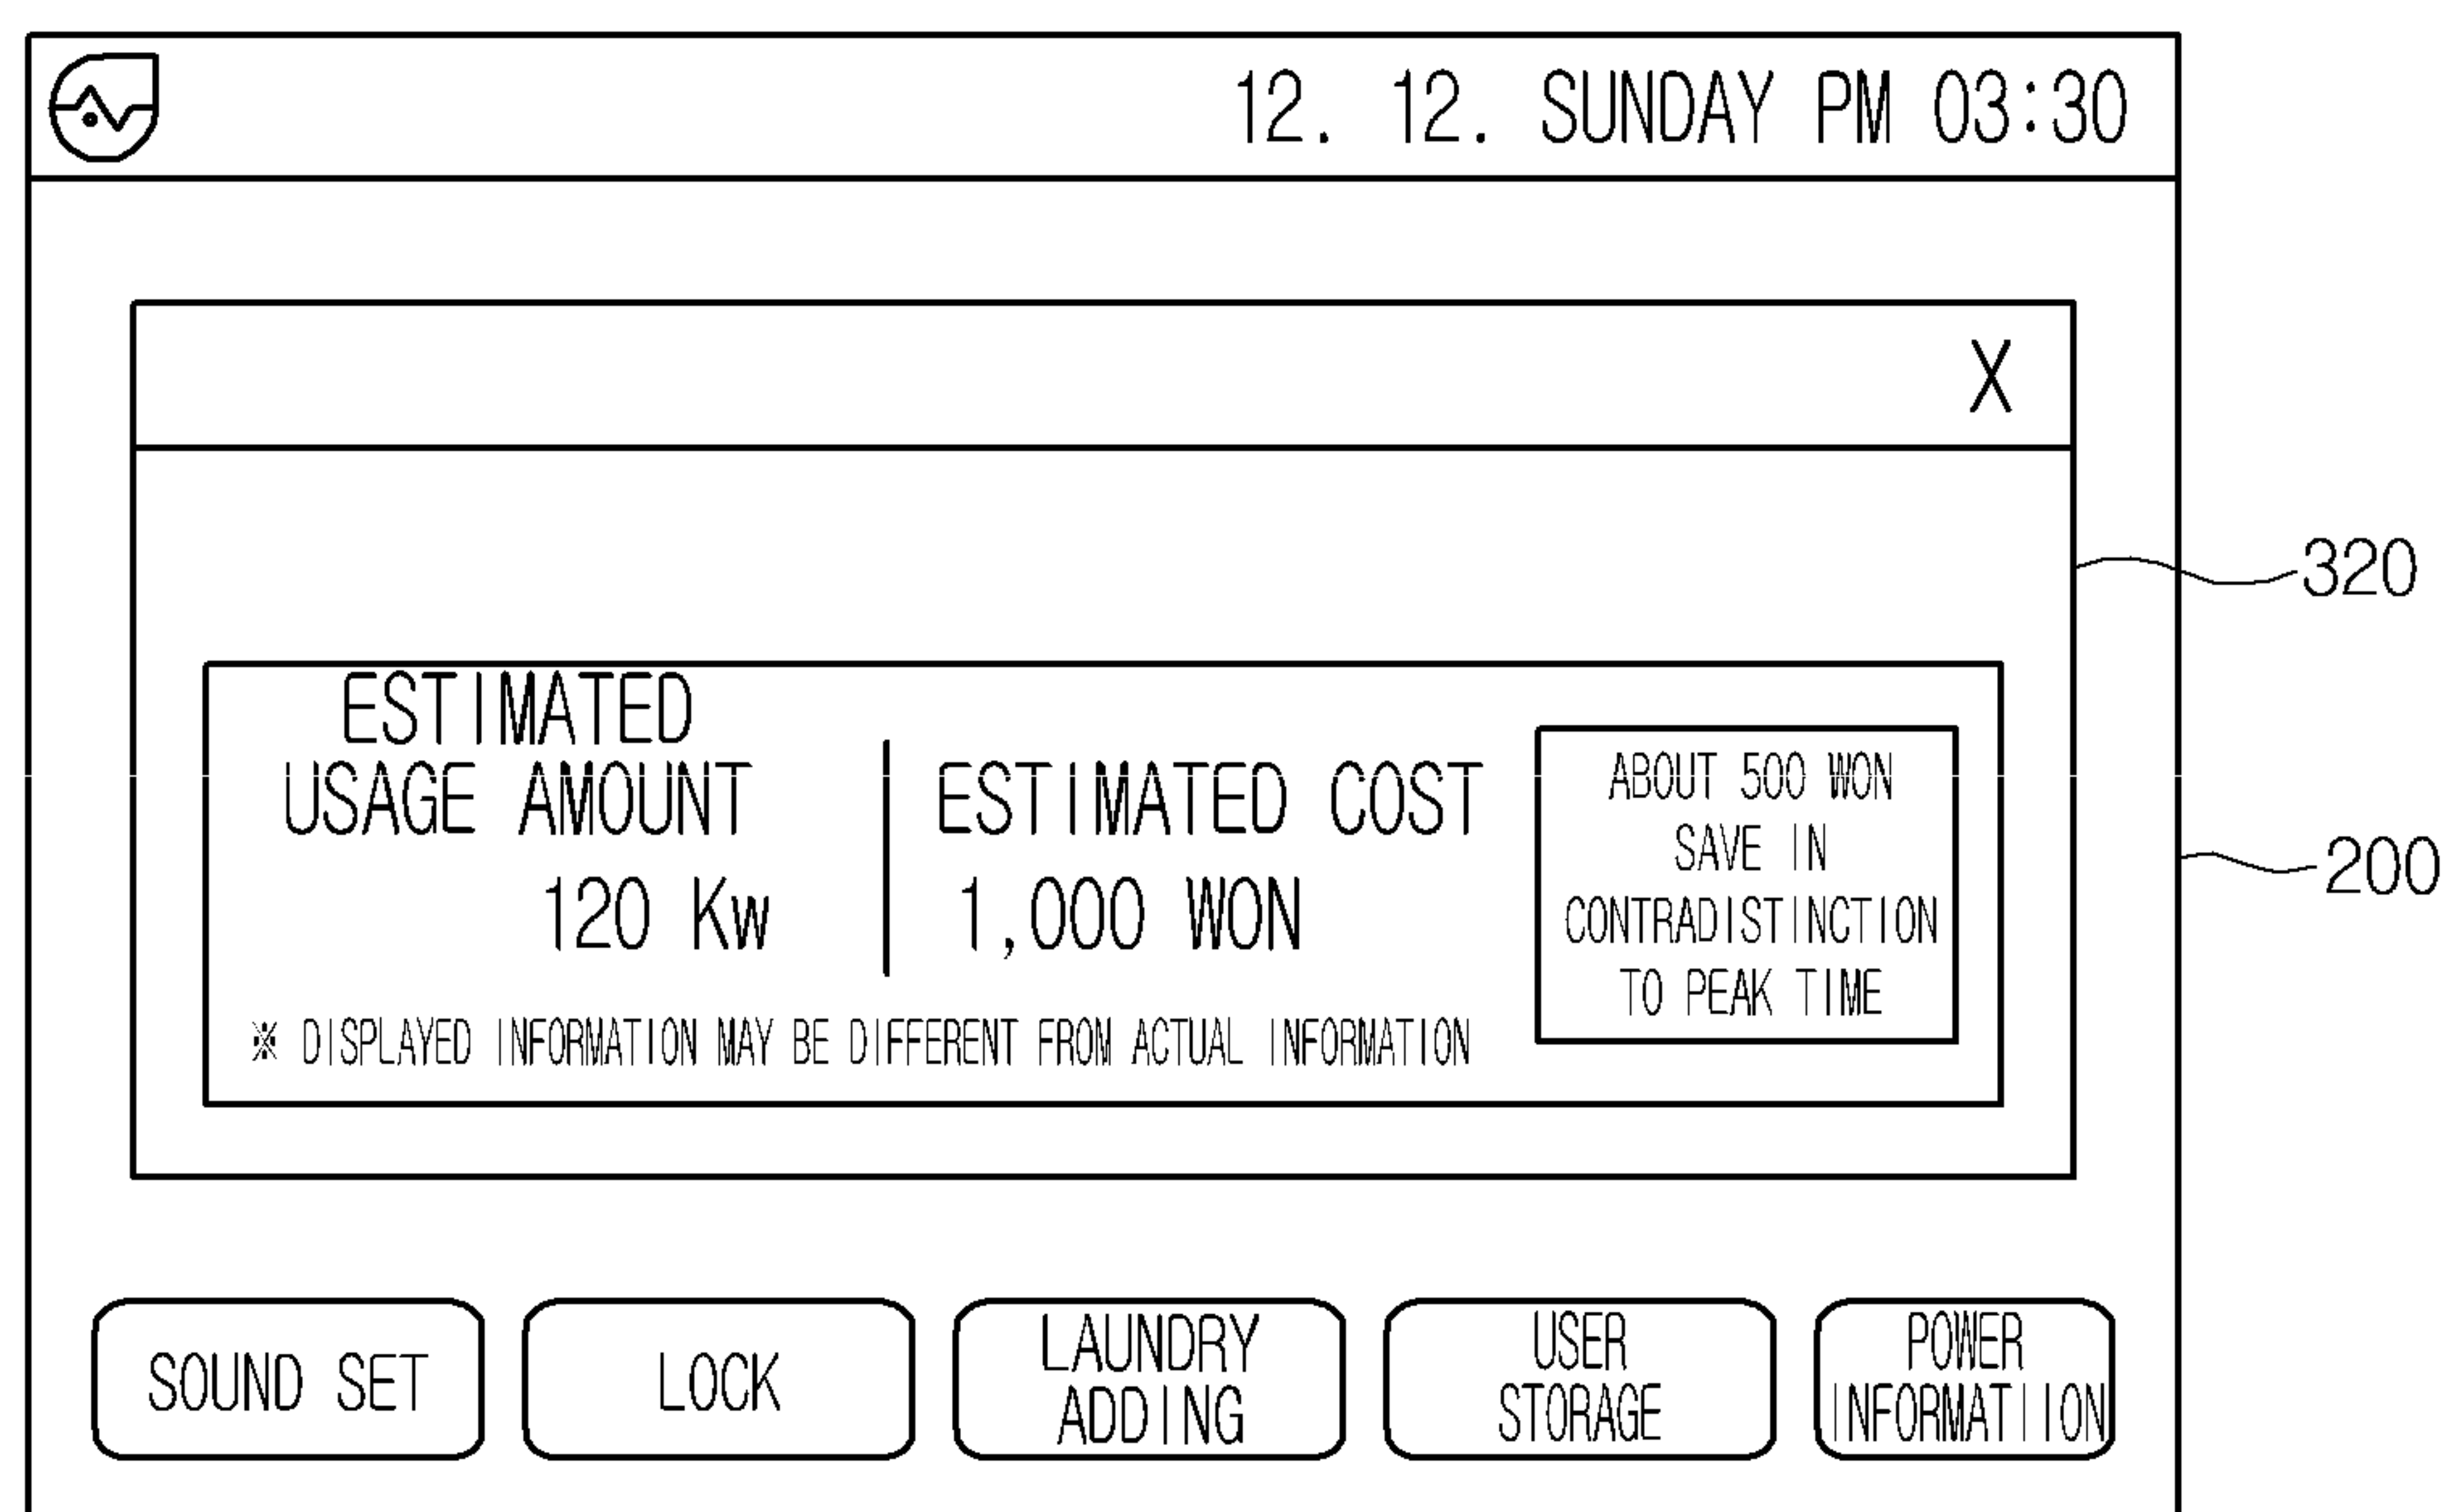 12. 12. SUNDAY PM 03:30
X
320
ESTIMATED
USAGE AMOUNT
120 Kw
ESTIMATED COST
1,000 WON
ABOUT 500 WON
SAVE IN
CONTRADISTINCTION
TO PEAK TIME
200
※ DISPLAYED INFORMATION MAY BE DIFFERENT FROM ACTUAL INFORMATION
SOUND SET
LOCK
LAUNDRY
ADDING
USER
STORAGE
POWER
INFORMATIION